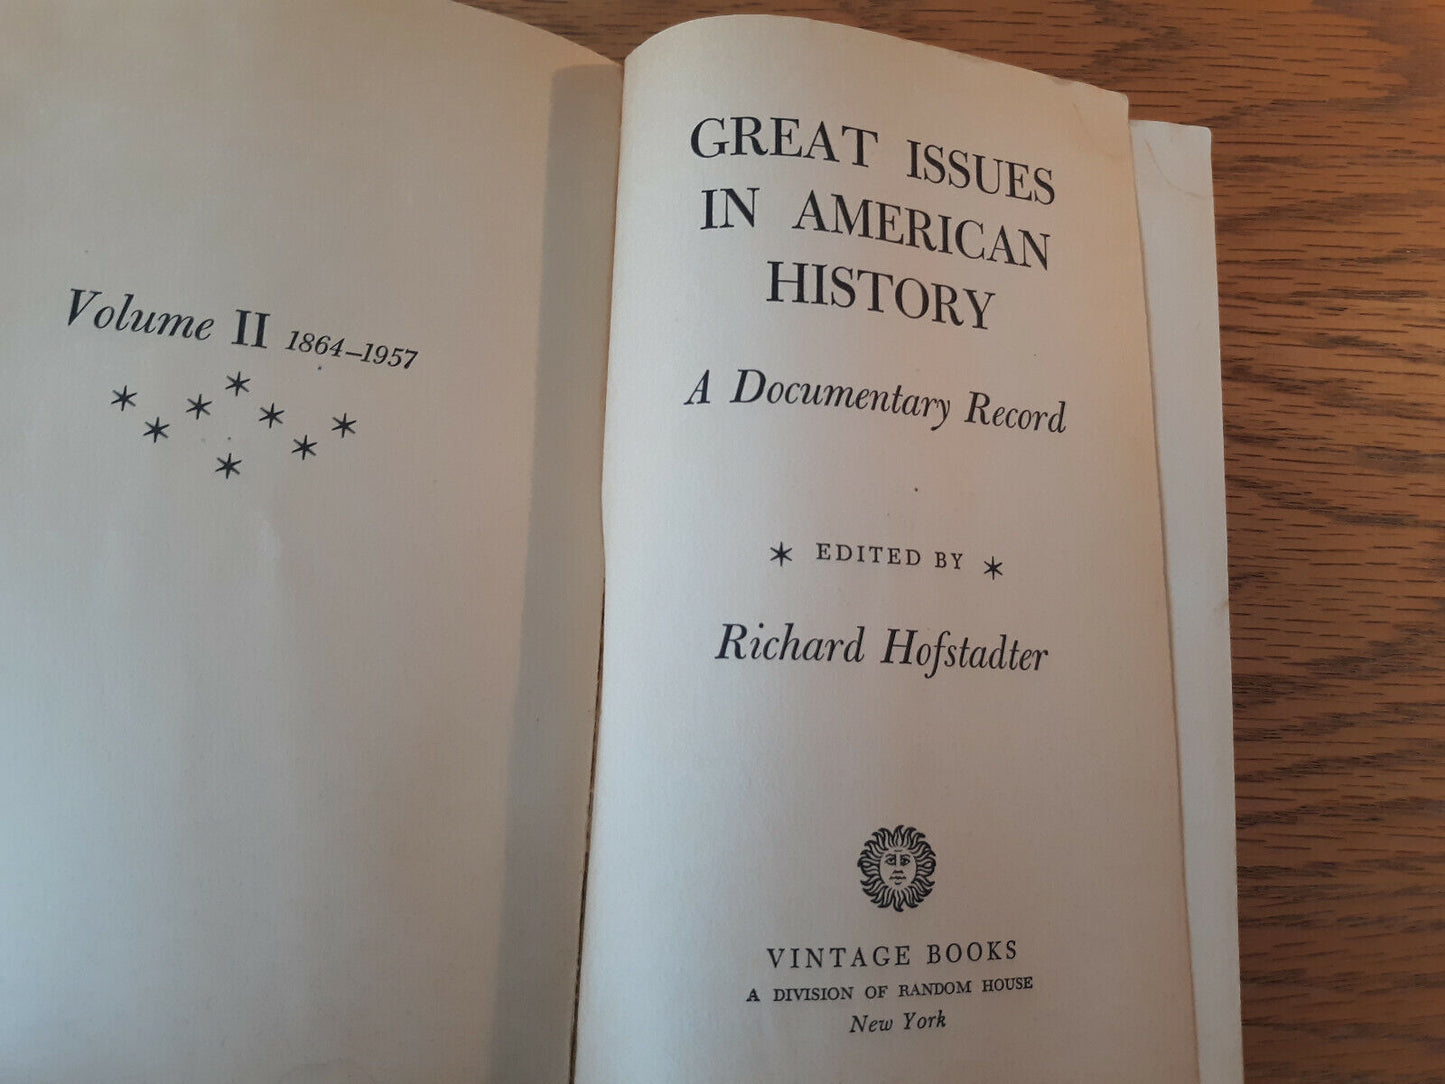 Volume II 1864–1957
GREAT ISSUES
IN AMERICAN
HISTORY
A Documentary Record
* EDITED BY *
Richard Hofstadter
VINTAGE BOOKS
A DIVISION OF RANDOM HOUSE
New York